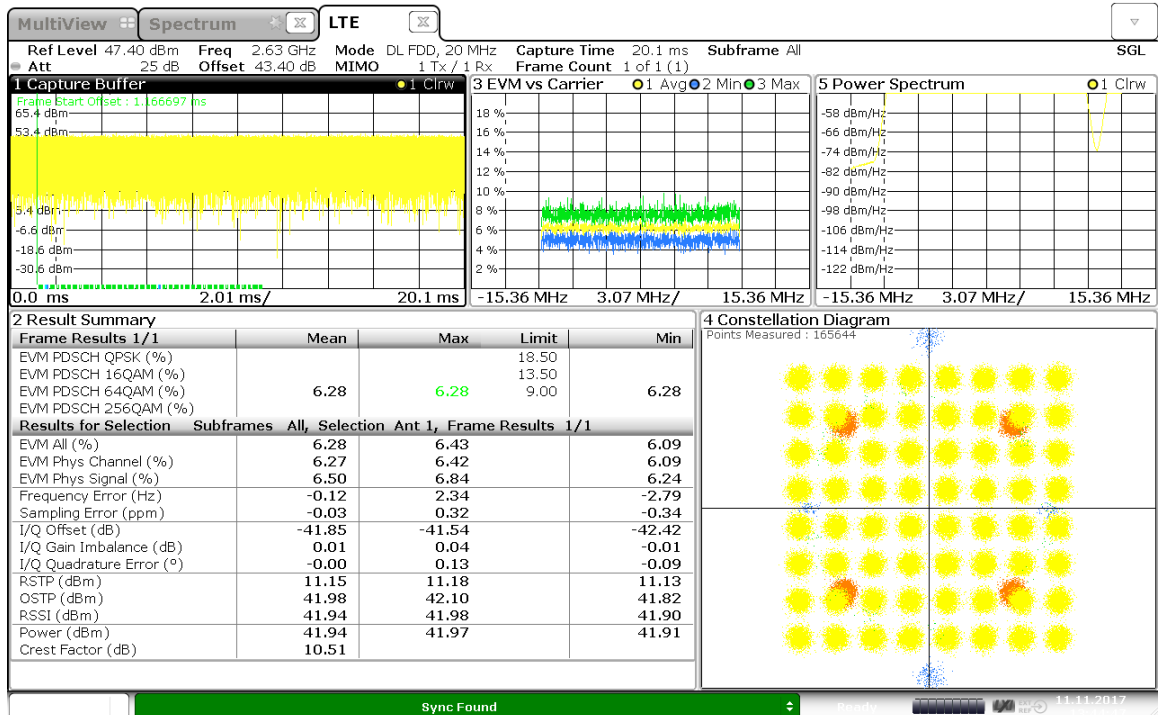 MultiView Spectrum LTE
Ref Level 47.40 dBm Freq 2.63 GHz Mode DL FDD, 20 MHz Capture Time 20.1 ms Subframe All SGL
Att 25 dB Offset 43.40 dB MIMO 1 Tx / 1 Rx Frame Count 1 of 1 (1)
1 Capture Buffer 1 Clrw
Frame Start Offset : 1.166697 ms
65.4 dBm
53.4 dBm
5.4 dBm
-6.6 dBm
-18.6 dBm
-30.6 dBm
0.0 ms 2.01 ms/ 20.1 ms
3 EVM vs Carrier 1 Avg 2 Min 3 Max
18 %
16 %
14 %
12 %
10 %
8 %
6 %
4 %
2 %
-15.36 MHz 3.07 MHz/ 15.36 MHz
5 Power Spectrum 1 Clrw
-58 dBm/Hz
-66 dBm/Hz
-74 dBm/Hz
-82 dBm/Hz
-90 dBm/Hz
-98 dBm/Hz
-106 dBm/Hz
-114 dBm/Hz
-122 dBm/Hz
-15.36 MHz 3.07 MHz/ 15.36 MHz
2 Result Summary
Frame Results 1/1 Mean Max Limit Min
EVM PDSCH QPSK (%) 18.50
EVM PDSCH 16QAM (%) 13.50
EVM PDSCH 64QAM (%) 6.28 6.28 9.00 6.28
EVM PDSCH 256QAM (%)
Results for Selection Subframes All, Selection Ant 1, Frame Results 1/1
EVM All (%) 6.28 6.43 6.09
EVM Phys Channel (%) 6.27 6.42 6.09
EVM Phys Signal (%) 6.50 6.84 6.24
Frequency Error (Hz) -0.12 2.34 -2.79
Sampling Error (ppm) -0.03 0.32 -0.34
I/Q Offset (dB) -41.85 -41.54 -42.42
I/Q Gain Imbalance (dB) 0.01 0.04 -0.01
I/Q Quadrature Error (º) -0.00 0.13 -0.09
RSTP (dBm) 11.15 11.18 11.13
OSTP (dBm) 41.98 42.10 41.82
RSSI (dBm) 41.94 41.98 41.90
Power (dBm) 41.94 41.97 41.91
Crest Factor (dB) 10.51
4 Constellation Diagram
Points Measured : 165644
Sync Found Ready LXI EXT REF 11.11.2017